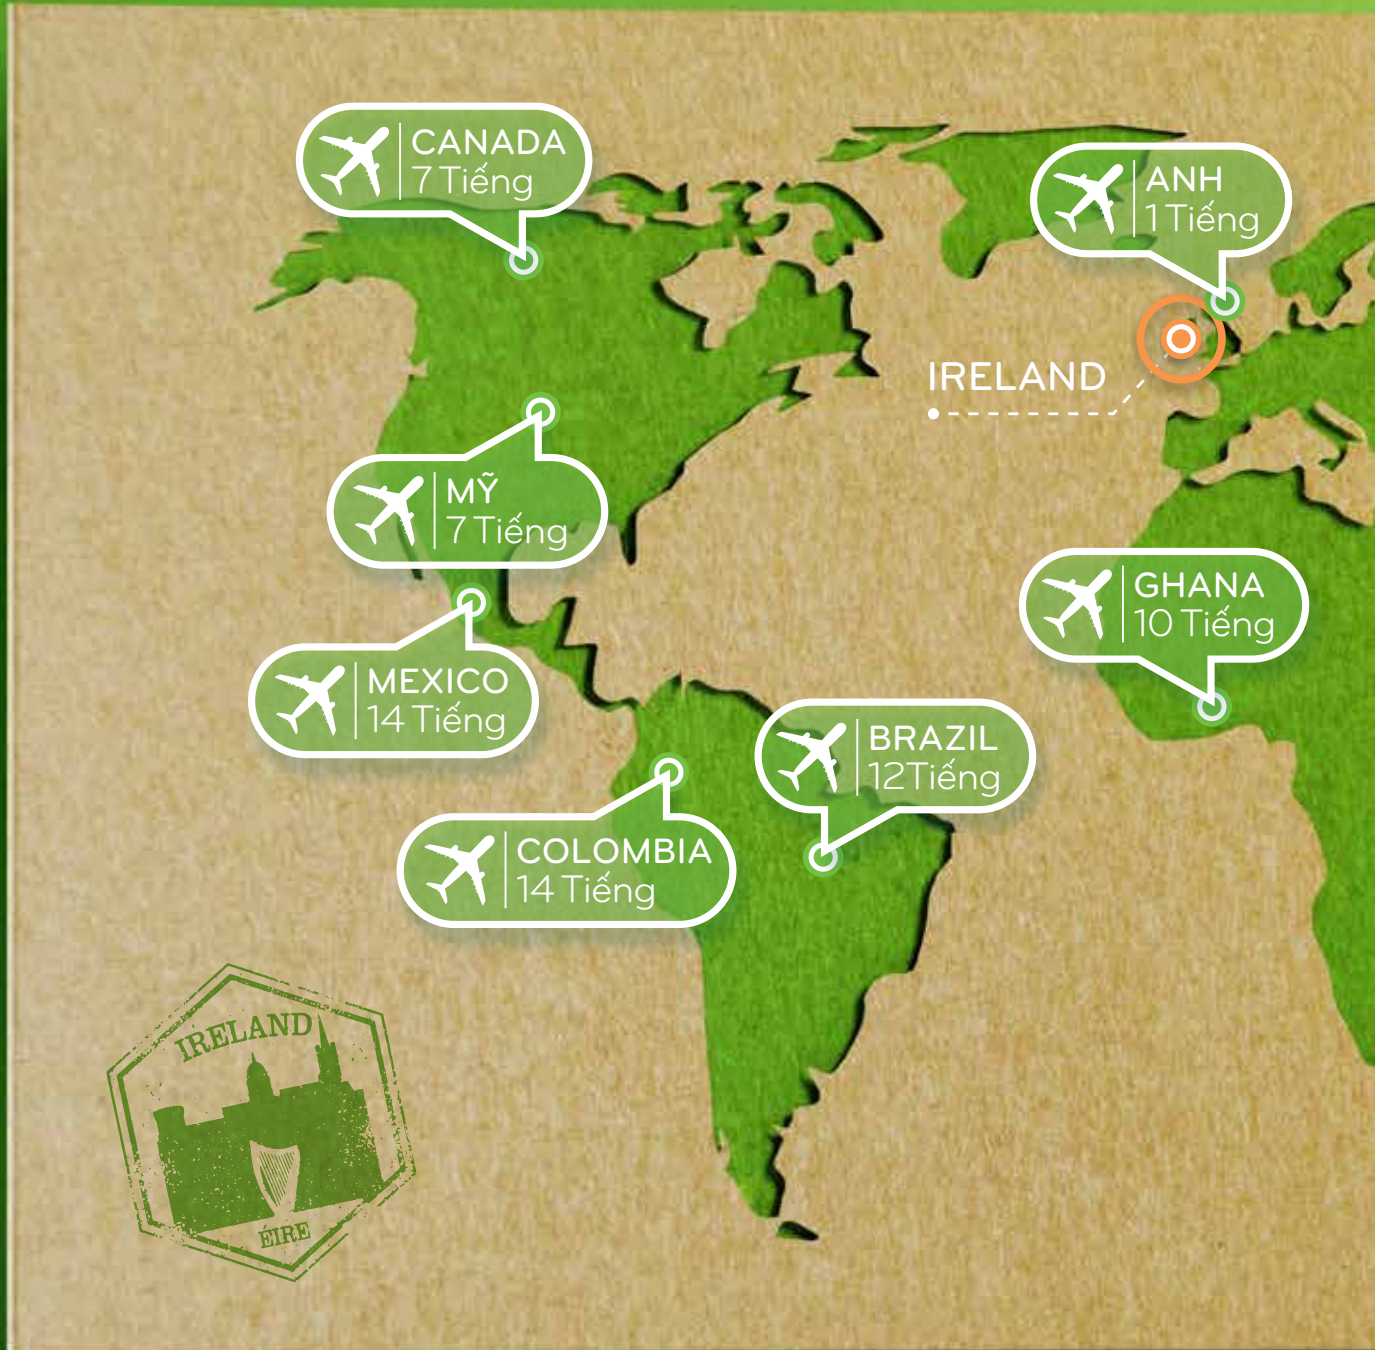 CANADA
7 Tiếng
ANH
1 Tiếng
IRELAND
MỸ
7 Tiếng
GHANA
10 Tiếng
MEXICO
14 Tiếng
BRAZIL
12Tiếng
COLOMBIA
14 Tiếng
IRELAND
ÉIRE